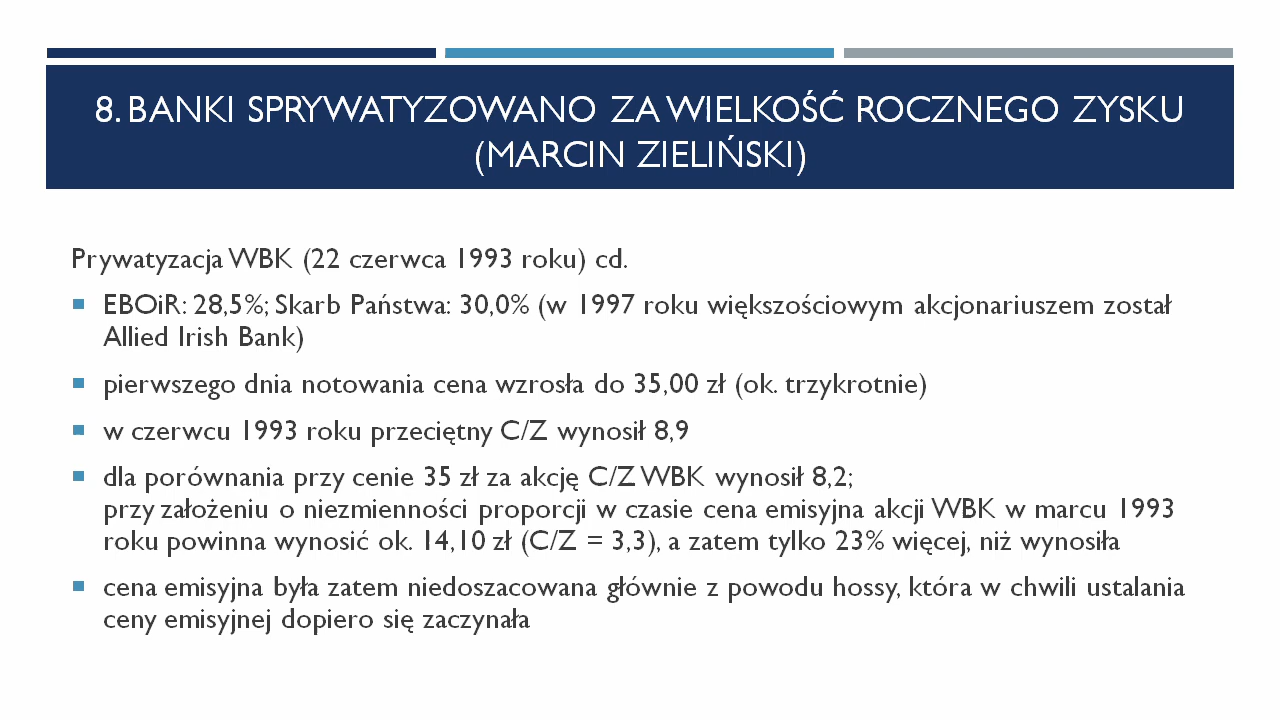 8. BANKI SPRYWATYZOWANO ZA WIELKOŚĆ ROCZNEGO ZYSKU
(MARCIN ZIELIŃSKI)
Prywatyzacja WBK (22 czerwca 1993 roku) cd.
▪ EBOiR: 28,5%; Skarb Państwa: 30,0% (w 1997 roku większościowym akcjonariuszem został
Allied Irish Bank)
▪ pierwszego dnia notowania cena wzrosła do 35,00 zł (ok. trzykrotnie)
▪ w czerwcu 1993 roku przeciętny C/Z wynosił 8,9
▪ dla porównania przy cenie 35 zł za akcję C/Z WBK wynosił 8,2;
przy założeniu o niezmienności proporcji w czasie cena emisyjna akcji WBK w marcu 1993
roku powinna wynosić ok. 14,10 zł (C/Z = 3,3), a zatem tylko 23% więcej, niż wynosiła
▪ cena emisyjna była zatem niedoszacowana głównie z powodu hossy, która w chwili ustalania
ceny emisyjnej dopiero się zaczynała